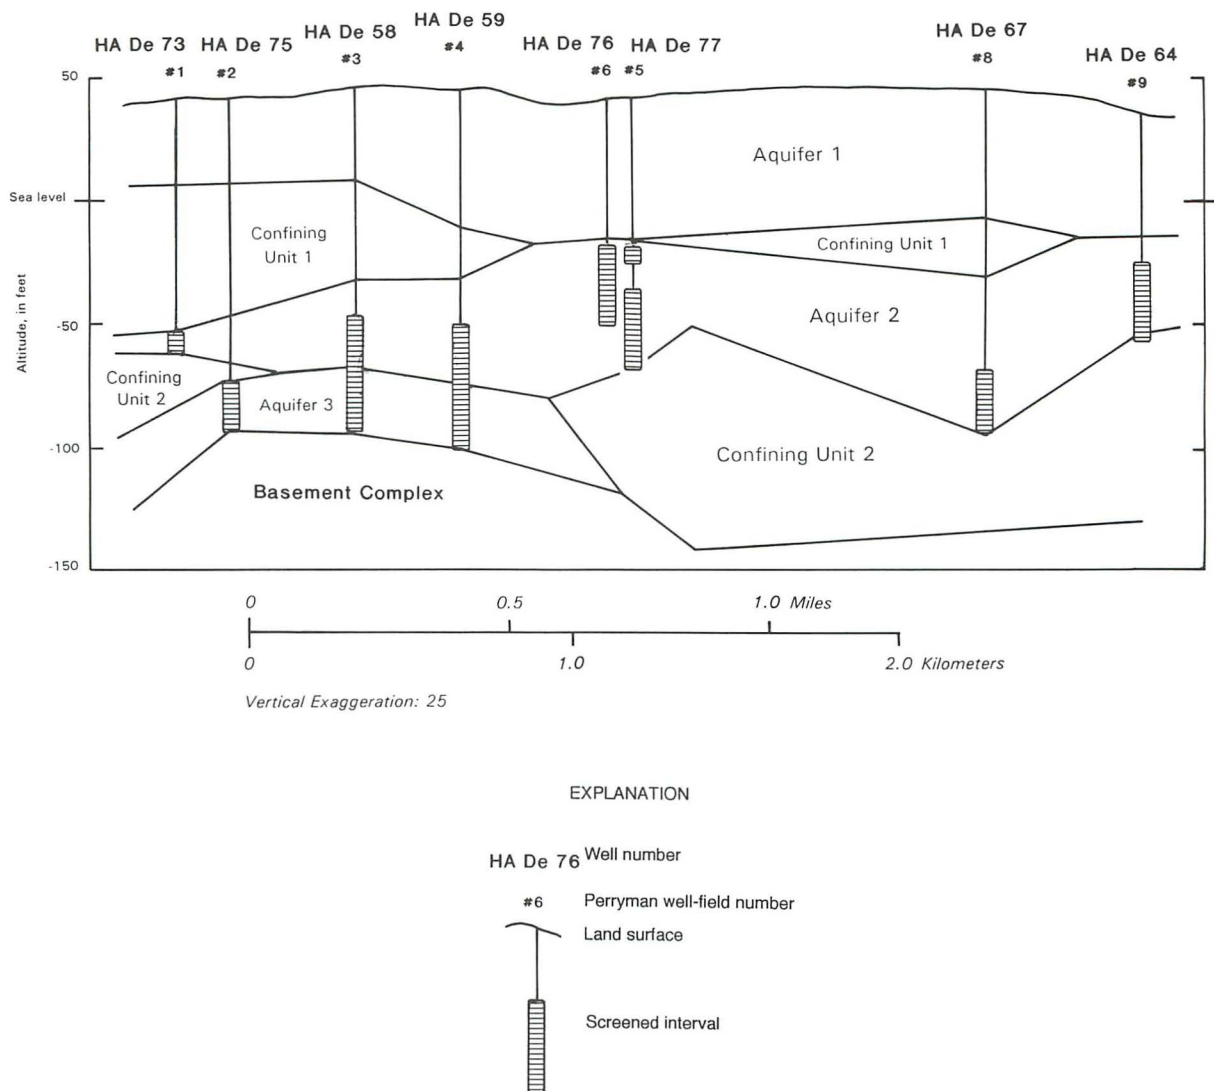 HA De 73
#1
HA De 75
#2
HA De 58
#3
HA De 59
#4
HA De 76
#6
HA De 77
#5
HA De 67
#8
HA De 64
#9
50
Sea level
-50
-100
-150
Altitude, in feet
Aquifer 1
Confining
Unit 1
Confining Unit 1
Aquifer 2
Confining
Unit 2
Aquifer 3
Confining Unit 2
Basement Complex
0
0.5
1.0 Miles
0
1.0
2.0 Kilometers
Vertical Exaggeration: 25
EXPLANATION
HA De 76 Well number
#6 Perryman well-field number
Land surface
Screened interval